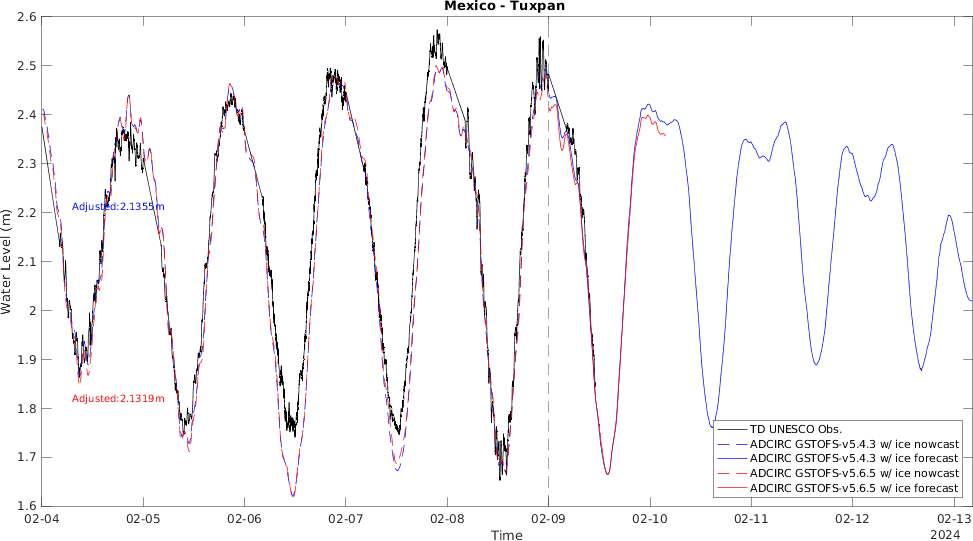 Mexico - Tuxpan
2.6
2.5
2.4
2.3
2.2
2.1
2
1.9
1.8
1.7
1.6
Water Level (m)
Adjusted:2.1355m
Adjusted:2.1319m
TD UNESCO Obs.
ADCIRC GSTOFS-v5.4.3 w/ ice nowcast
ADCIRC GSTOFS-v5.4.3 w/ ice forecast
ADCIRC GSTOFS-v5.6.5 w/ ice nowcast
ADCIRC GSTOFS-v5.6.5 w/ ice forecast
02-04 02-05 02-06 02-07 02-08 02-09 02-10 02-11 02-12 02-13
Time
2024